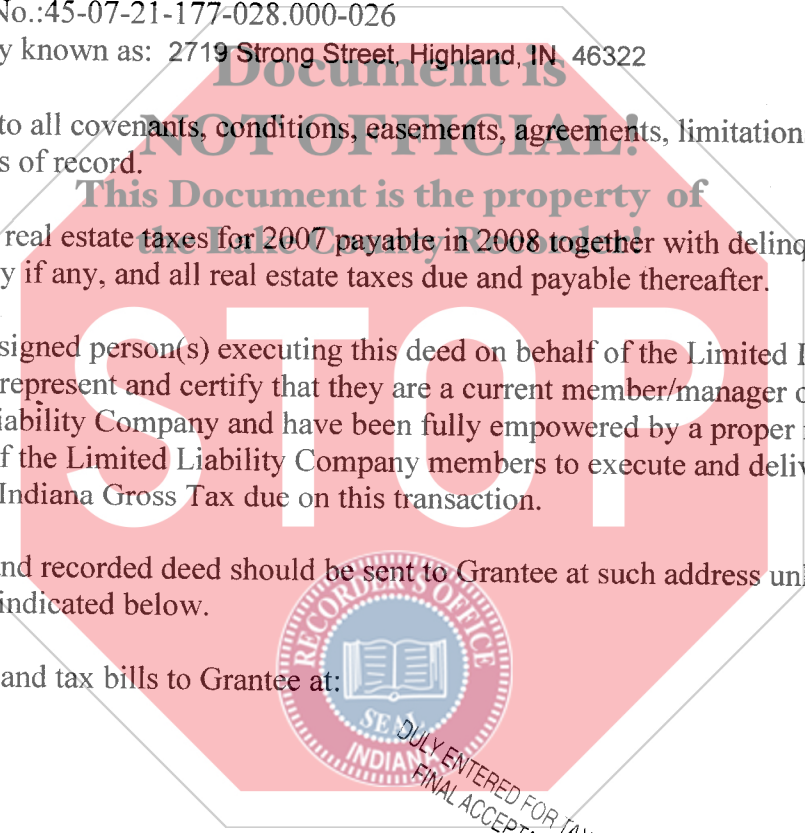 No.:45-07-21-177-028.000-026
y known as: 2719 Strong Street, Highland, IN 46322
Document is
to all covenants, conditions, easements, agreements, limitation
NOT OFFICIAL!
s of record.
This Document is the property of
the Lake County Recorder!
real estate taxes for 2007 payable in 2008 together with delinq
y if any, and all real estate taxes due and payable thereafter.
STOP
signed person(s) executing this deed on behalf of the Limited
represent and certify that they are a current member/manager
iability Company and have been fully empowered by a proper
f the Limited Liability Company members to execute and deliv
Indiana Gross Tax due on this transaction.
nd recorded deed should be sent to Grantee at such address unl
indicated below.
RECORDER'S OFFICE
and tax bills to Grantee at:
SEAL
INDIANA
DULY ENTERED FOR TAX
FINAL ACCEPTA